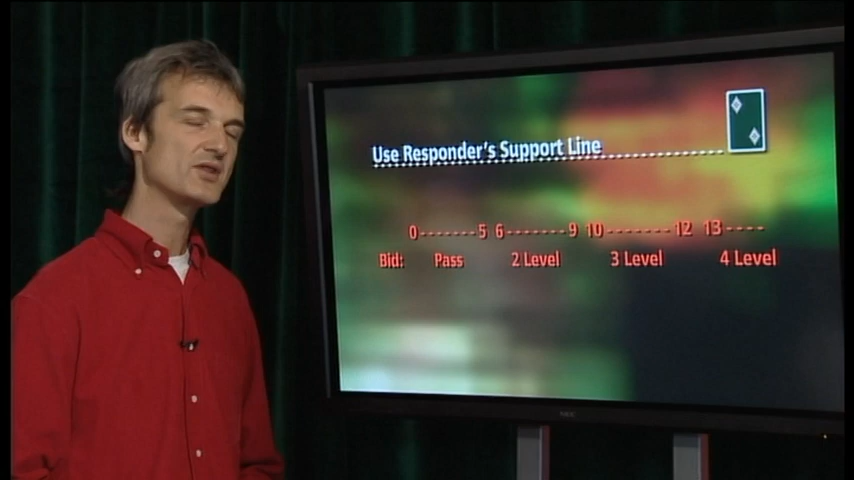 Use Responder's Support Line
0-------5 6-------9 10-------12 13----
Bid: Pass 2 Level 3 Level 4 Level
NEC